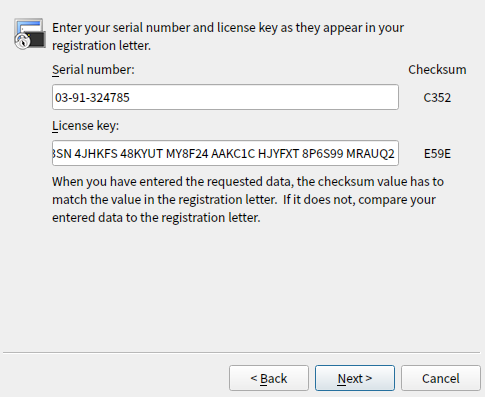 Enter your serial number and license key as they appear in your
registration letter.
Serial number: Checksum
03-91-324785 C352
License key:
3SN 4JHKFS 48KYUT MY8F24 AAKC1C HJYFXT 8P6S99 MRAUQ2 E59E
When you have entered the requested data, the checksum value has to
match the value in the registration letter.  If it does not, compare your
entered data to the registration letter.
< Back Next > Cancel